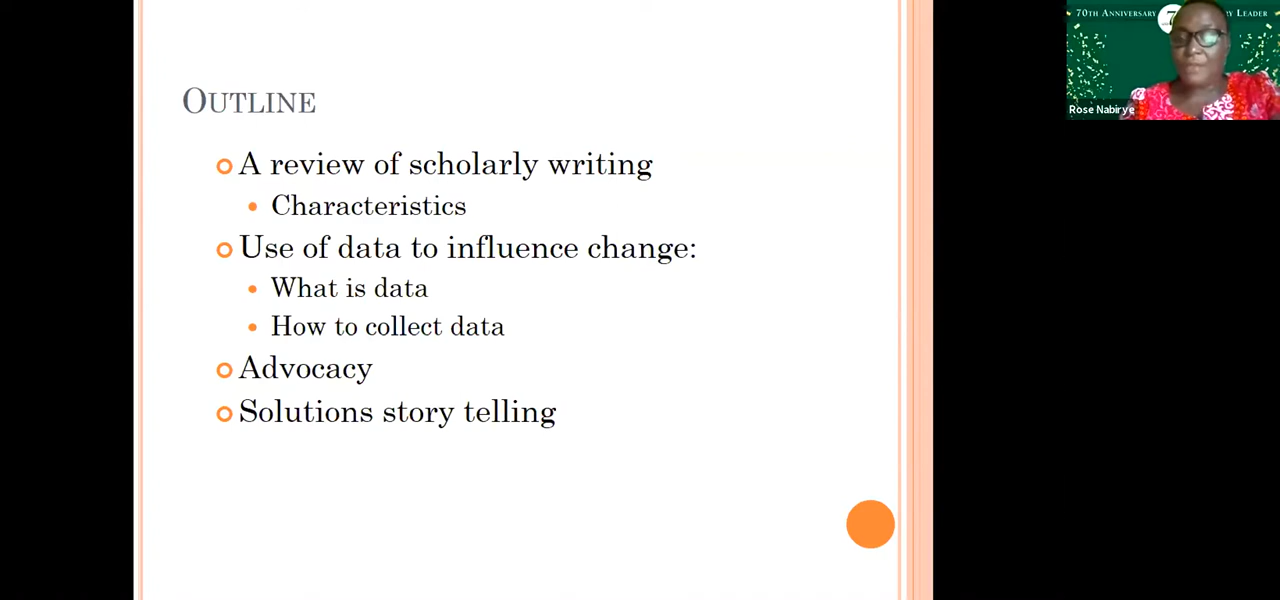 OUTLINE
A review of scholarly writing
Characteristics
Use of data to influence change:
What is data
How to collect data
Advocacy
Solutions story telling
70TH ANNIVERSARY 7 LEADER
Rose Nabirye